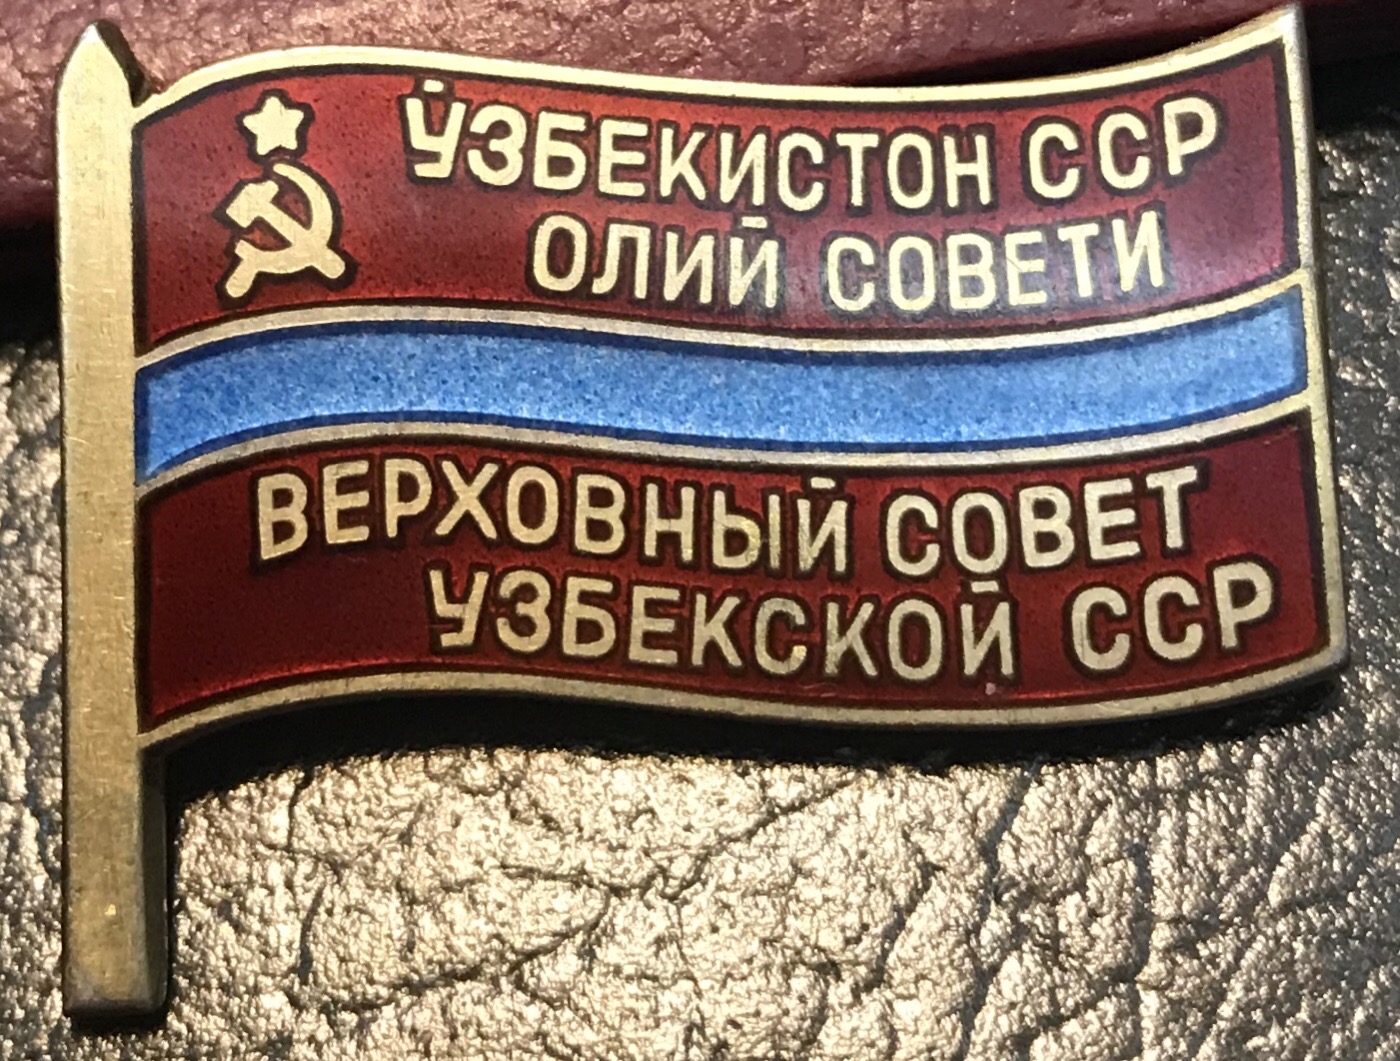 ЎЗБЕКИСТОН ССР
ОЛИЙ СОВЕТИ
ВЕРХОВНЫЙ СОВЕТ
УЗБЕКСКОЙ ССР